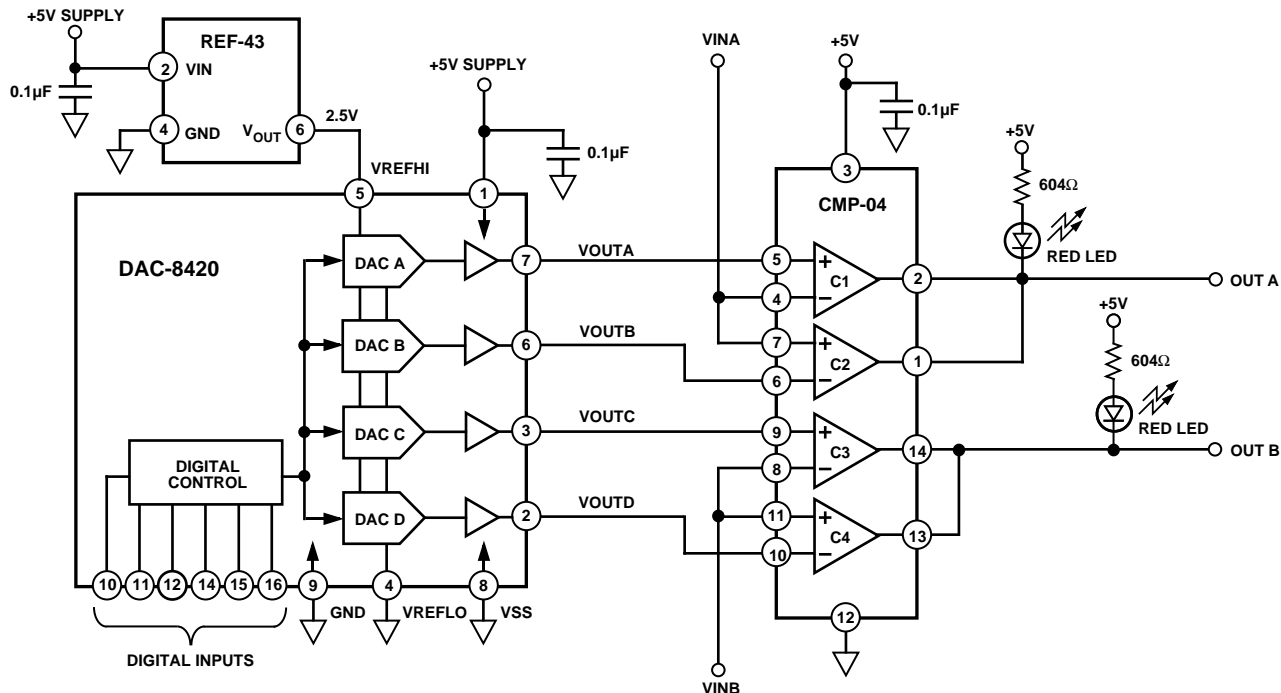 +5V SUPPLY
REF-43
2
VIN
0.1µF
4
GND
VOUT
6
2.5V
+5V SUPPLY
0.1µF
VREFHI
5
1
DAC-8420
DAC A
7
VOUTA
DAC B
6
VOUTB
DAC C
3
VOUTC
DIGITAL
CONTROL
DAC D
2
VOUTD
10
11
12
14
15
16
9
4
8
GND
VREFLO
VSS
DIGITAL INPUTS
VINA
+5V
0.1µF
3
CMP-04
5
+
C1
4
–
2
7
+
C2
6
–
1
9
+
C3
8
–
14
11
+
C4
10
–
13
12
VINB
+5V
604Ω
RED LED
OUT A
+5V
604Ω
RED LED
OUT B